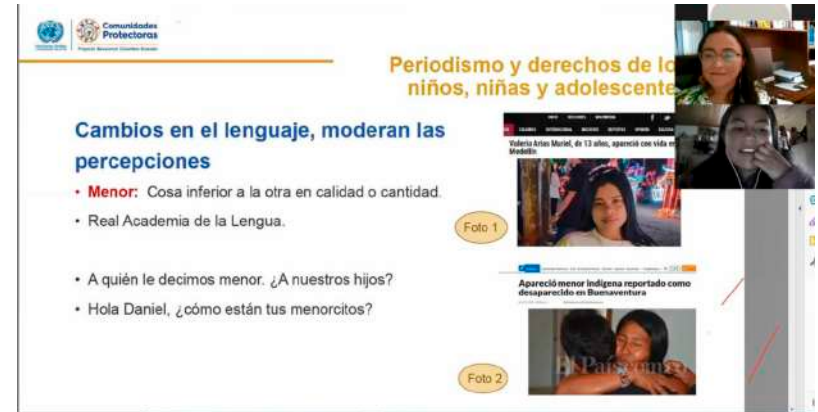 Comunidades
Protectoras
Periodismo y derechos de lo
niños, niñas y adolescente
Cambios en el lenguaje, moderan las
percepciones
• Menor: Cosa inferior a la otra en calidad o cantidad.
• Real Academia de la Lengua.
• A quién le decimos menor. ¿A nuestros hijos?
• Hola Daniel, ¿cómo están tus menorcitos?
Valeria Arias Muriel, de 13 años, apareció con vida e
Medellín
Foto 1
Apareció menor indígena reportado como
desaparecido en Buenaventura
El País.com
Foto 2